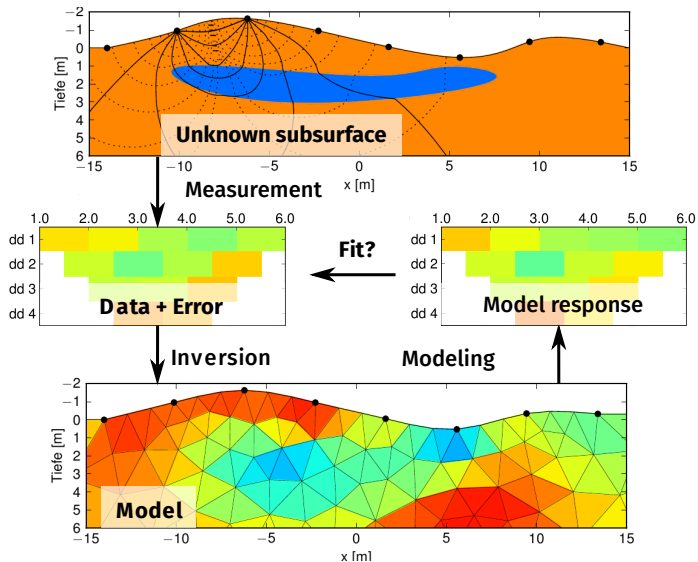 −2
−1
0
1
2
3
4
5
6
Tiefe [m]
Unknown subsurface
−15 −10 −5 0 5 10 15
x [m]
Measurement
1.0 2.0 3.0 4.0 5.0 6.0
dd 1
dd 2
dd 3
dd 4
Data + Error
Fit?
1.0 2.0 3.0 4.0 5.0 6.0
dd 1
dd 2
dd 3
dd 4
Model response
Inversion
Modeling
−2
−1
0
1
2
3
4
5
6
Tiefe [m]
Model
−15 −10 −5 0 5 10 15
x [m]